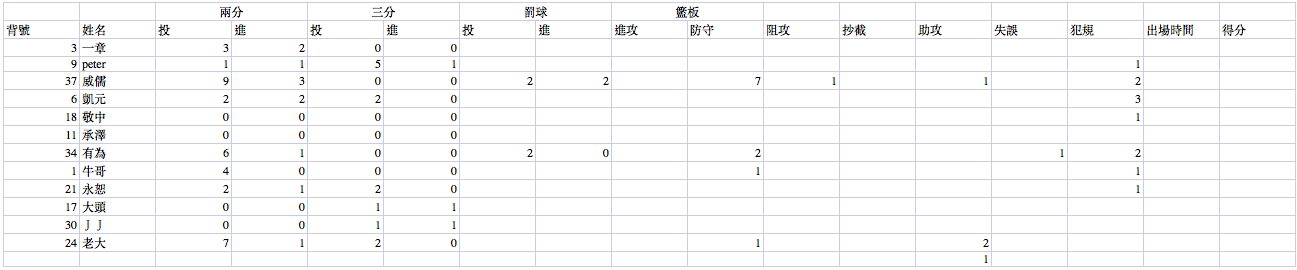 兩分 三分 罰球 籃板
背號 姓名 投 進 投 進 投 進 進攻 防守 阻攻 抄截 助攻 失誤 犯規 出場時間 得分
3 一章 3 2 0 0
9 peter 1 1 5 1 1
37 威儒 9 3 0 0 2 2 7 1 1 2
6 凱元 2 2 2 0 3
18 敬中 0 0 0 0 1
11 承澤 0 0 0 0
34 有為 6 1 0 0 2 0 2 1 2
1 牛哥 4 0 0 0 1 1
21 永恕 2 1 2 0 1
17 大頭 0 0 1 1
30 ＪＪ 0 0 1 1
24 老大 7 1 2 0 1 2
1